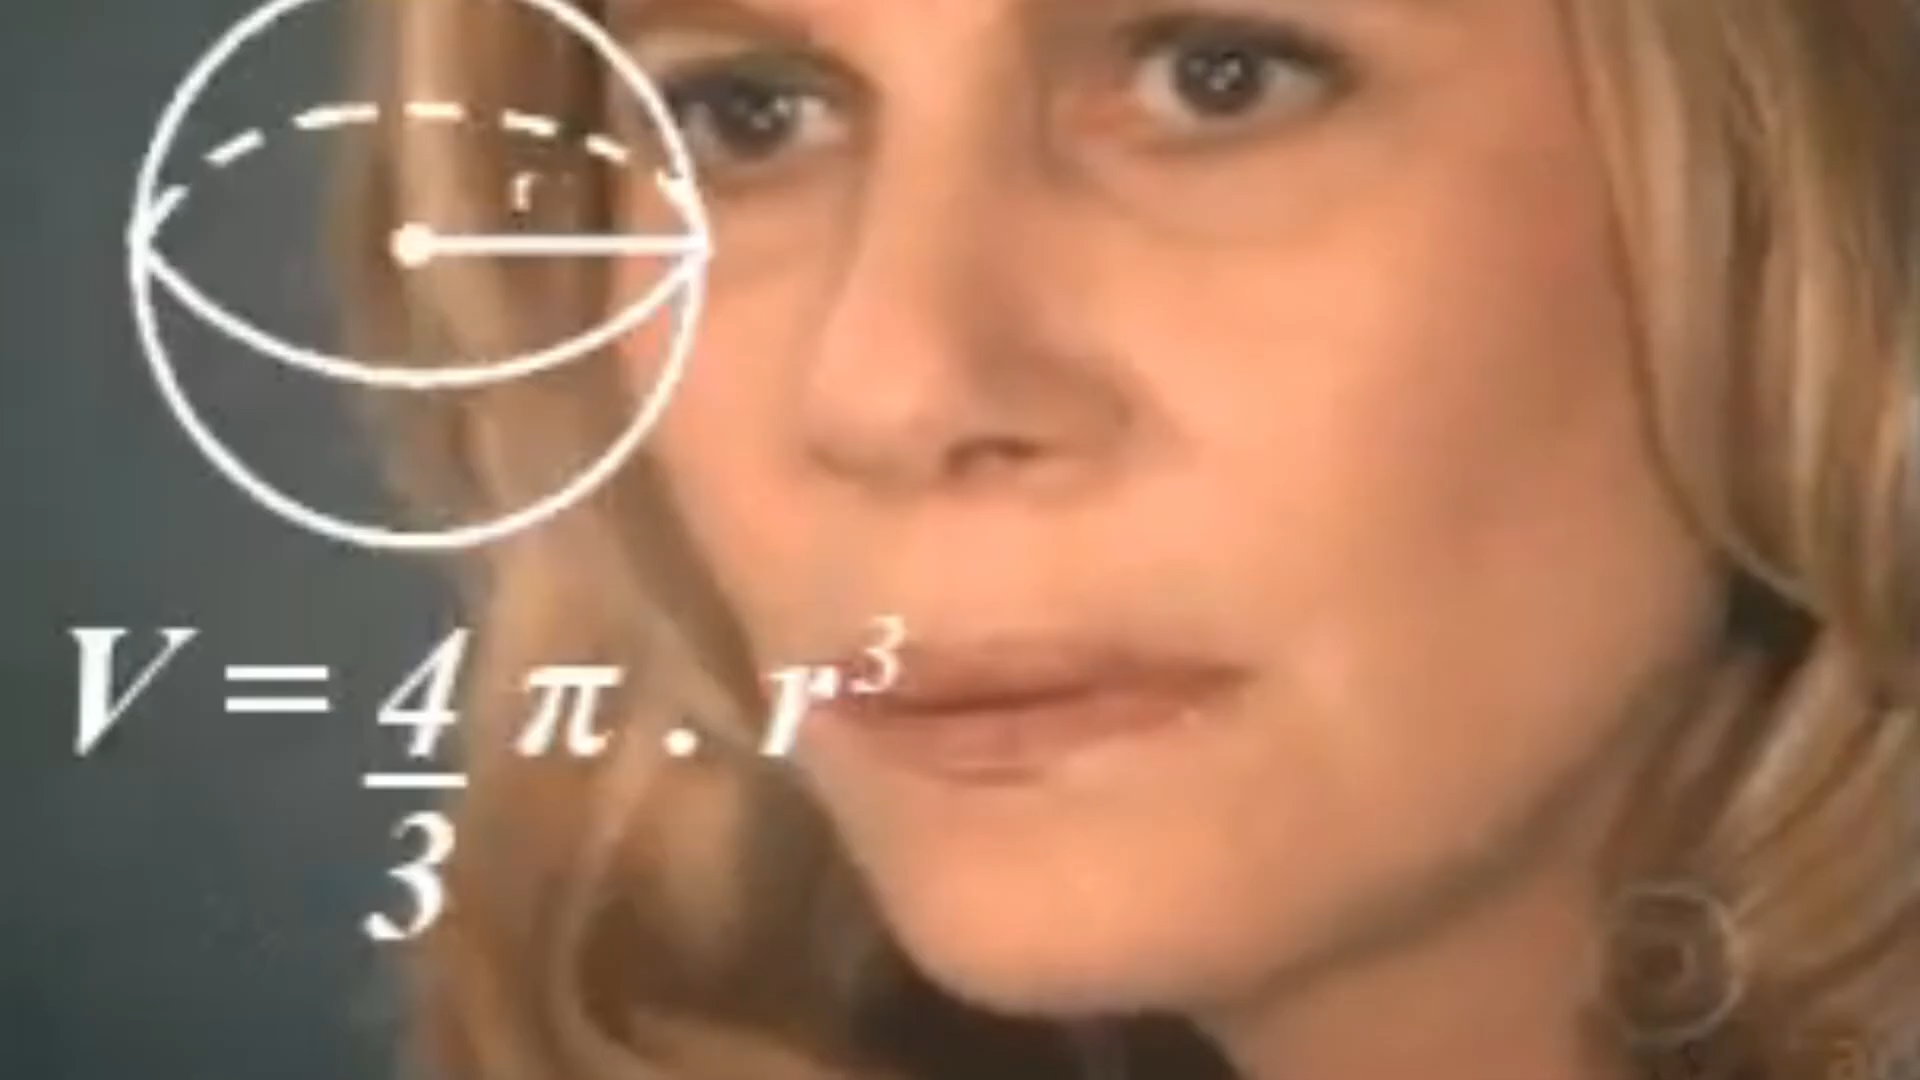 r
V = 4/3 π . r³